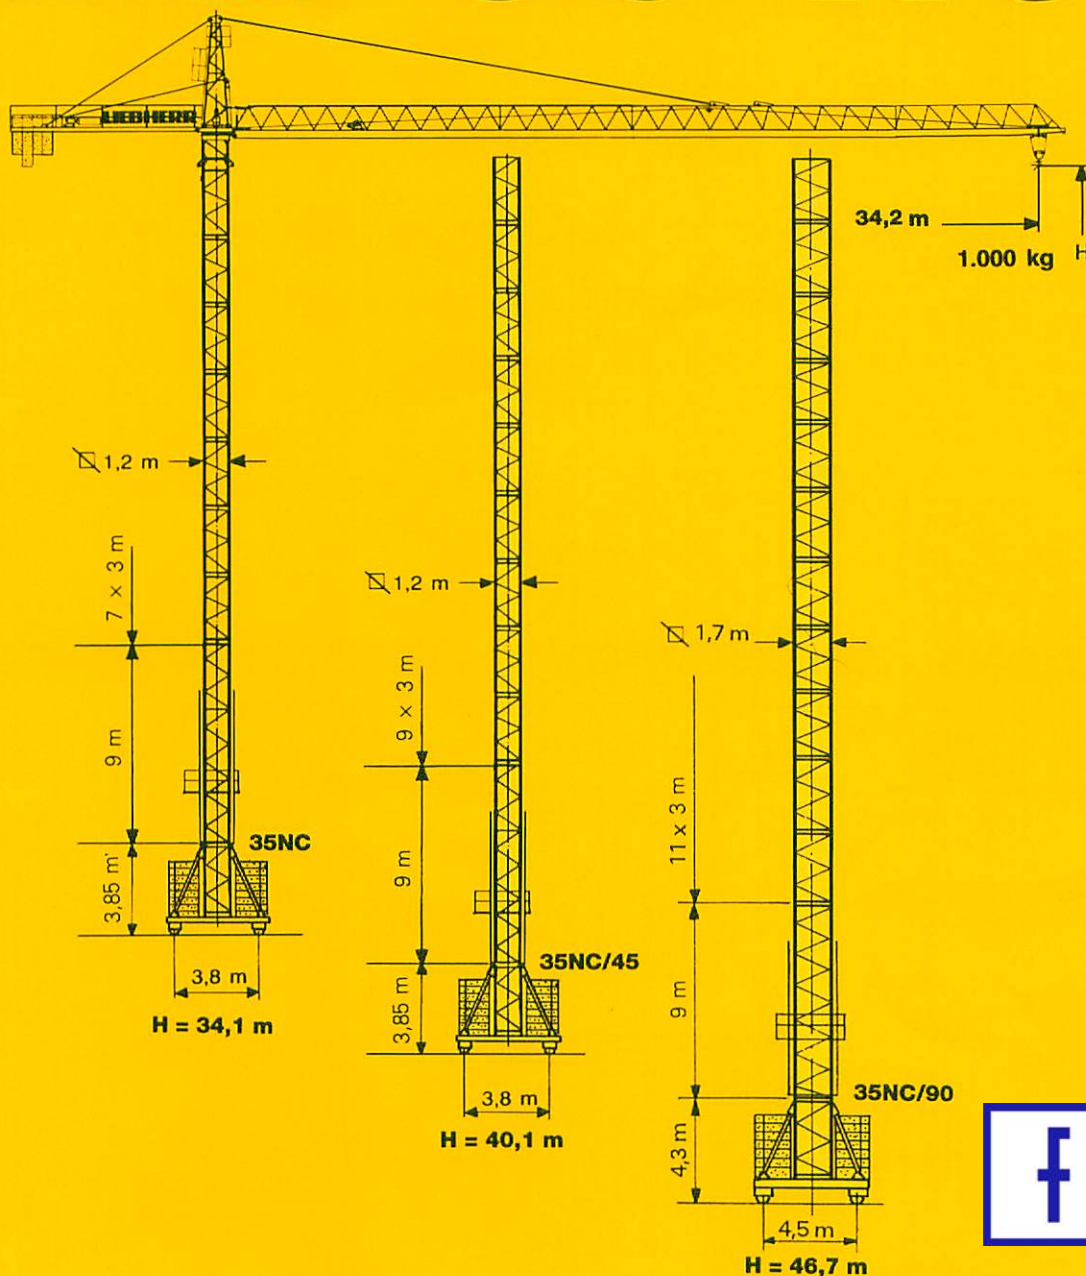 LIEBHERR
34,2 m
1.000 kg
H
1,2 m
7 × 3 m
9 m
3,85 m
35NC
3,8 m
H = 34,1 m
1,2 m
9 × 3 m
9 m
3,85 m
35NC/45
3,8 m
H = 40,1 m
1,7 m
11 x 3 m
9 m
4,3 m
35NC/90
4,5 m
H = 46,7 m
f